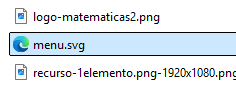 logo-matematicas2.png
menu.svg
recurso-1elemento.png-1920x1080.png